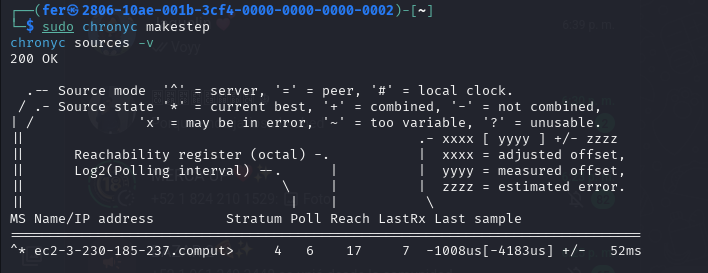 ┌──(fer㉿2806-10ae-001b-3cf4-0000-0000-0000-0002)-[~]
└─$ sudo chronyc makestep
chronyc sources -v
200 OK

  .-- Source mode  '^' = server, '=' = peer, '#' = local clock.
 / .- Source state '*' = current best, '+' = combined, '-' = not combined,
| /             'x' = may be in error, '~' = too variable, '?' = unusable.
||                                                 .- xxxx [ yyyy ] +/- zzzz
||      Reachability register (octal) -.           |  xxxx = adjusted offset,
||      Log2(Polling interval) --.      |          |  yyyy = measured offset,
||                                \     |          |  zzzz = estimated error.
||                                 |    |           \
MS Name/IP address         Stratum Poll Reach LastRx Last sample
===============================================================================
^* ec2-3-230-185-237.comput>     4   6    17     7  -1008us[-4183us] +/-   52ms